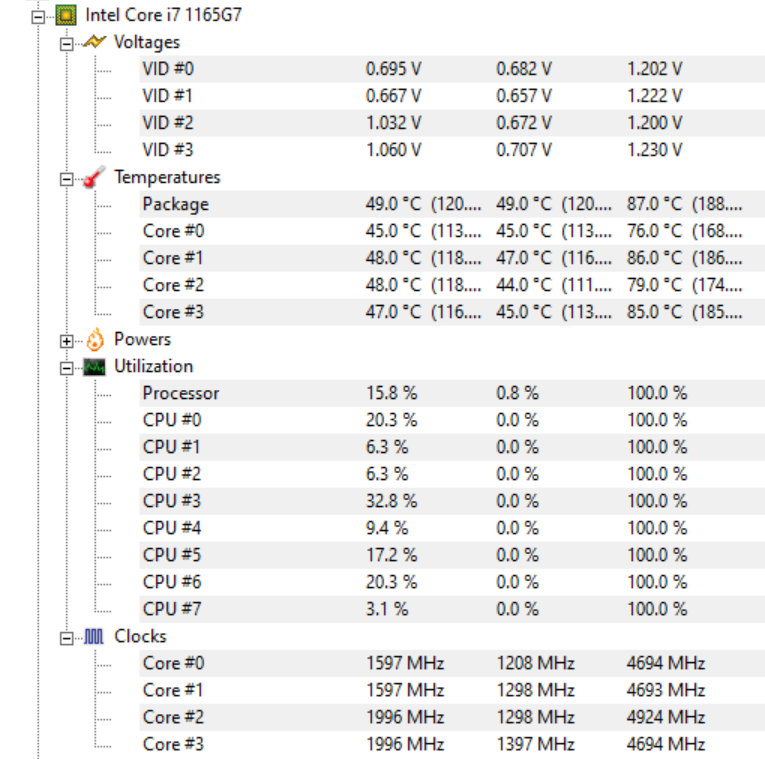 Intel Core i7 1165G7
Voltages
VID #0 0.695 V 0.682 V 1.202 V
VID #1 0.667 V 0.657 V 1.222 V
VID #2 1.032 V 0.672 V 1.200 V
VID #3 1.060 V 0.707 V 1.230 V
Temperatures
Package 49.0 °C (120.... 49.0 °C (120.... 87.0 °C (188....
Core #0 45.0 °C (113.... 45.0 °C (113.... 76.0 °C (168....
Core #1 48.0 °C (118.... 47.0 °C (116.... 86.0 °C (186....
Core #2 48.0 °C (118.... 44.0 °C (111.... 79.0 °C (174....
Core #3 47.0 °C (116.... 45.0 °C (113.... 85.0 °C (185....
Powers
Utilization
Processor 15.8 % 0.8 % 100.0 %
CPU #0 20.3 % 0.0 % 100.0 %
CPU #1 6.3 % 0.0 % 100.0 %
CPU #2 6.3 % 0.0 % 100.0 %
CPU #3 32.8 % 0.0 % 100.0 %
CPU #4 9.4 % 0.0 % 100.0 %
CPU #5 17.2 % 0.0 % 100.0 %
CPU #6 20.3 % 0.0 % 100.0 %
CPU #7 3.1 % 0.0 % 100.0 %
Clocks
Core #0 1597 MHz 1208 MHz 4694 MHz
Core #1 1597 MHz 1298 MHz 4693 MHz
Core #2 1996 MHz 1298 MHz 4924 MHz
Core #3 1996 MHz 1397 MHz 4694 MHz